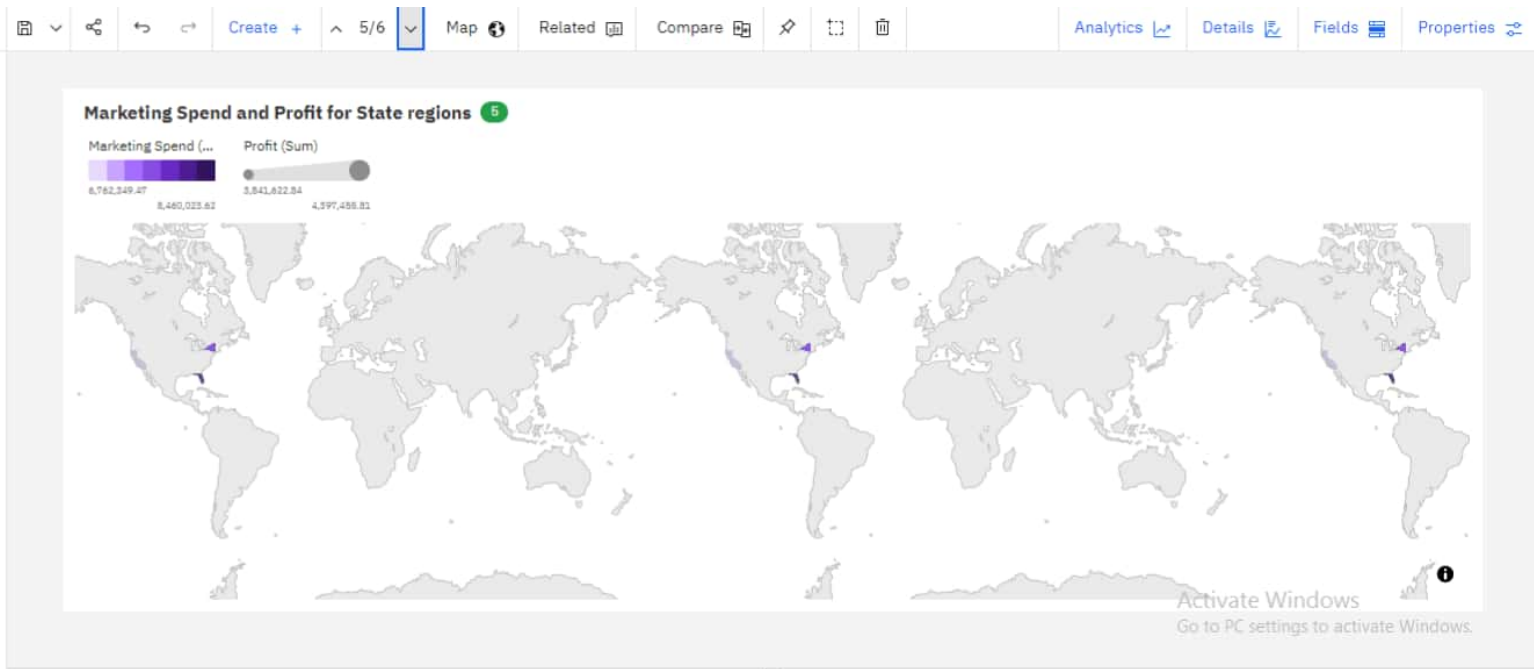 Create + 5/6 Map Related Compare Analytics Details Fields Properties
Marketing Spend and Profit for State regions 5
Marketing Spend (... Profit (Sum)
6,762,349.47 3,841,622.84
8,460,023.62 4,597,488.81
Activate Windows
Go to PC settings to activate Windows.